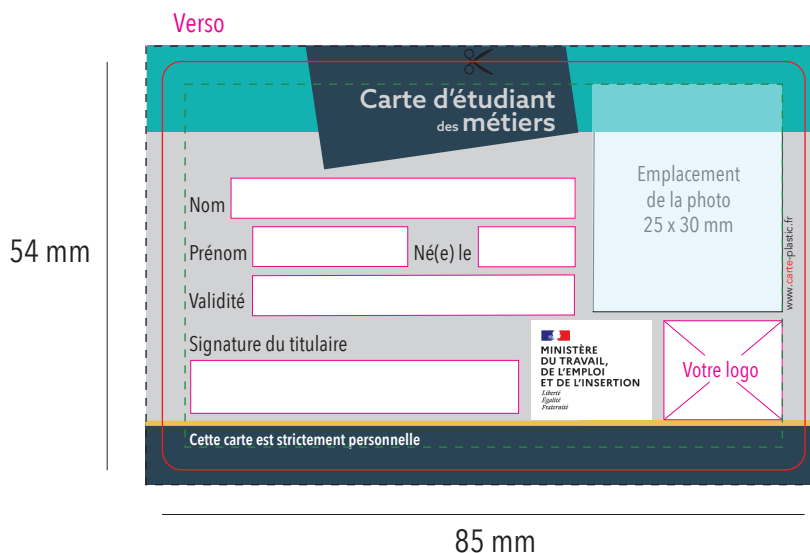 Verso
Carte d'étudiant
des métiers
Emplacement
de la photo
25 x 30 mm
Nom
Prénom
Né(e) le
Validité
www.carte-plastic.fr
54 mm
Signature du titulaire
MINISTÈRE
DU TRAVAIL,
DE L'EMPLOI
ET DE L'INSERTION
Liberté
Égalité
Fraternité
Votre logo
Cette carte est strictement personnelle
85 mm